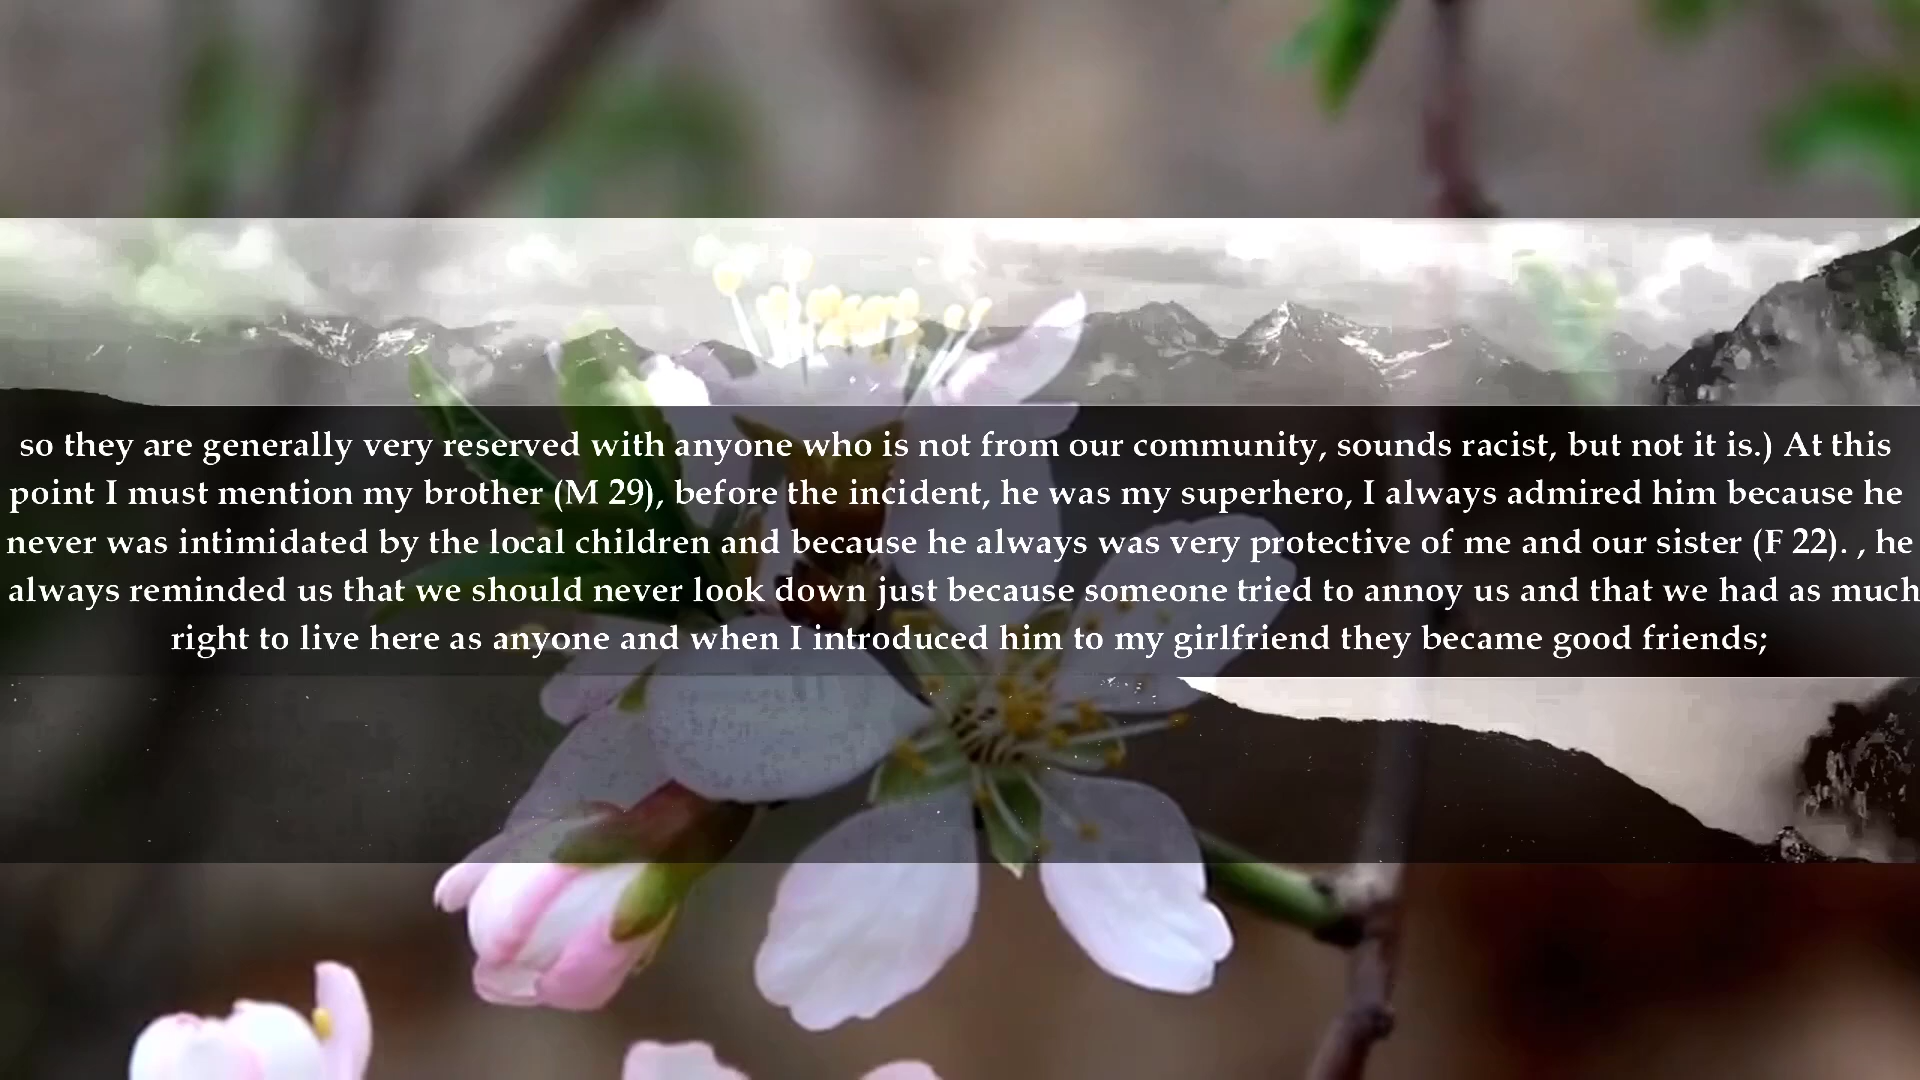 so they are generally very reserved with anyone who is not from our community, sounds racist, but not it is.) At this
point I must mention my brother (M 29), before the incident, he was my superhero, I always admired him because he
never was intimidated by the local children and because he always was very protective of me and our sister (F 22). , he
always reminded us that we should never look down just because someone tried to annoy us and that we had as much
right to live here as anyone and when I introduced him to my girlfriend they became good friends;